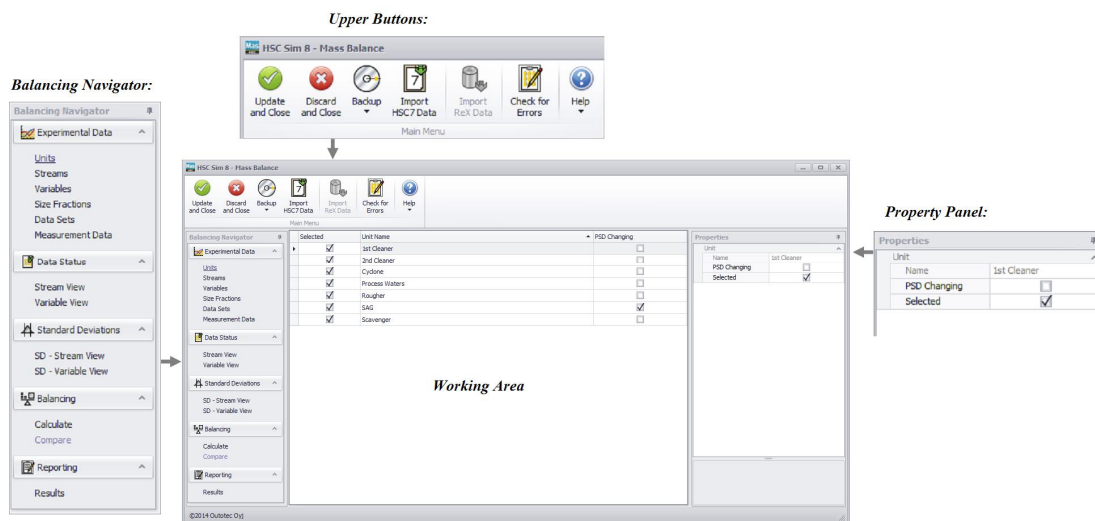 Upper Buttons:
HSC Sim 8 - Mass Balance
Update and Close
Discard and Close
Backup
Import HSC7 Data
Import ReX Data
Check for Errors
Help
Main Menu
Balancing Navigator:
Balancing Navigator
Experimental Data
Units
Streams
Variables
Size Fractions
Data Sets
Measurement Data
Data Status
Stream View
Variable View
Standard Deviations
SD - Stream View
SD - Variable View
Balancing
Calculate
Compare
Reporting
Results
HSC Sim 8 - Mass Balance
Update and Close
Discard and Close
Backup
Import HSC7 Data
Import ReX Data
Check for Errors
Help
Main Menu
Balancing Navigator
Experimental Data
Units
Streams
Variables
Size Fractions
Data Sets
Measurement Data
Data Status
Stream View
Variable View
Standard Deviations
SD - Stream View
SD - Variable View
Balancing
Calculate
Compare
Reporting
Results
Selected Unit Name PSD Changing
1st Cleaner
2nd Cleaner
Cyclone
Process Waters
Rougher
SAG
Scavenger
Working Area
Properties
Unit
Name 1st Cleaner
PSD Changing
Selected
©2014 Outotec Oyj
Property Panel:
Properties
Unit
Name 1st Cleaner
PSD Changing
Selected